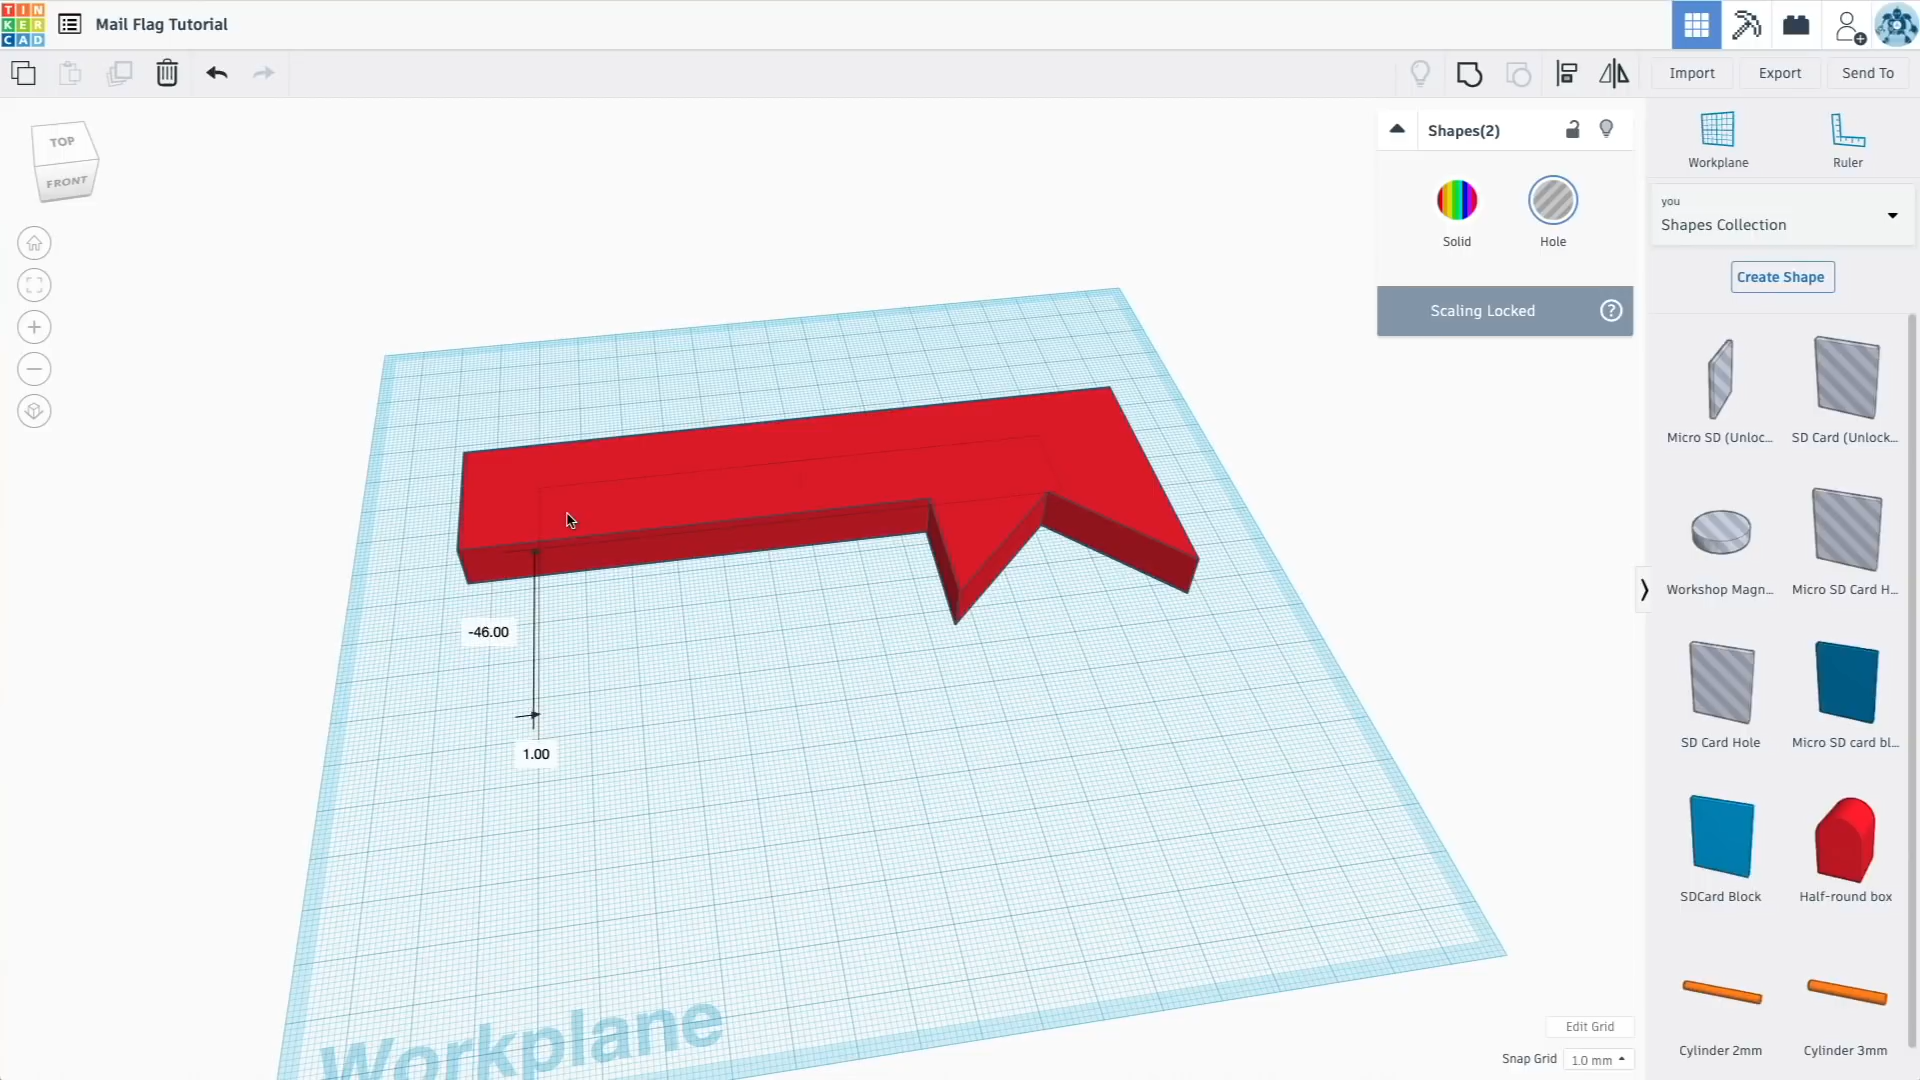 TIN
KER
CAD
Mail Flag Tutorial
Import
Export
Send To
TOP
FRONT
Shapes(2)
Solid
Hole
Scaling Locked
?
Workplane
Ruler
you
Shapes Collection
Create Shape
Micro SD (Unloc...
SD Card (Unlock...
Workshop Magn...
Micro SD Card H...
SD Card Hole
Micro SD card bl...
SDCard Block
Half-round box
Cylinder 2mm
Cylinder 3mm
-46.00
1.00
Workplane
Edit Grid
Snap Grid
1.0 mm